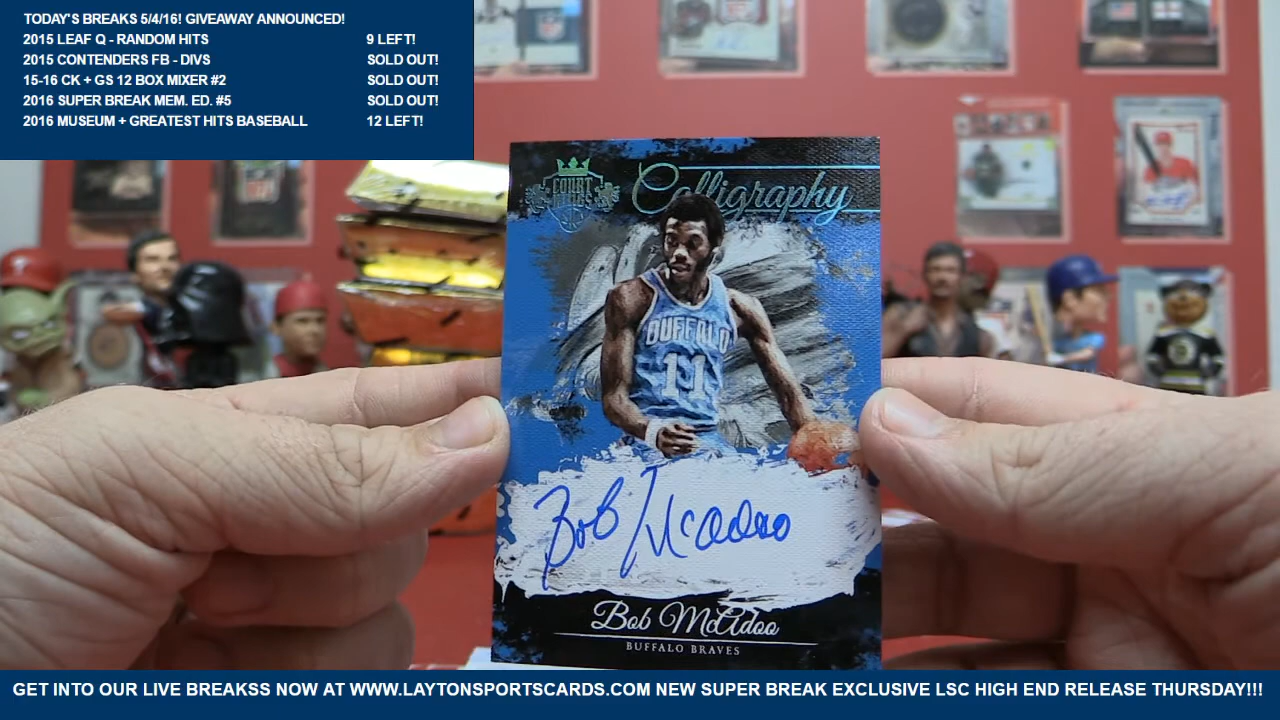 TODAY'S BREAKS 5/4/16! GIVEAWAY ANNOUNCED!
2015 LEAF Q - RANDOM HITS 9 LEFT!
2015 CONTENDERS FB - DIVS SOLD OUT!
15-16 CK + GS 12 BOX MIXER #2 SOLD OUT!
2016 SUPER BREAK MEM. ED. #5 SOLD OUT!
2016 MUSEUM + GREATEST HITS BASEBALL 12 LEFT!
COURT
KINGS
Calligraphy
BUFFALO
11
Bob McAdoo
Bob McAdoo
BUFFALO BRAVES
GET INTO OUR LIVE BREAKSS NOW AT WWW.LAYTONSPORTSCARDS.COM NEW SUPER BREAK EXCLUSIVE LSC HIGH END RELEASE THURSDAY!!!